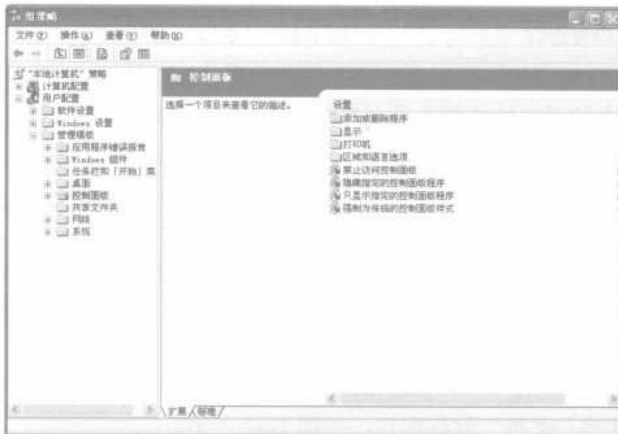 组策略
文件(F) 操作(A) 查看(V) 帮助(H)
“本地计算机”策略
计算机配置
用户配置
软件设置
Windows 设置
管理模板
应用程序错误报告
Windows 组件
任务栏和「开始」菜
桌面
控制面板
共享文件夹
网络
系统
控制面板
选择一个项目来查看它的描述。
设置
添加或删除程序
显示
打印机
区域和语言选项
禁止访问控制面板
隐藏指定的控制面板程序
只显示指定的控制面板程序
强制为传统的控制面板样式
扩展 标准